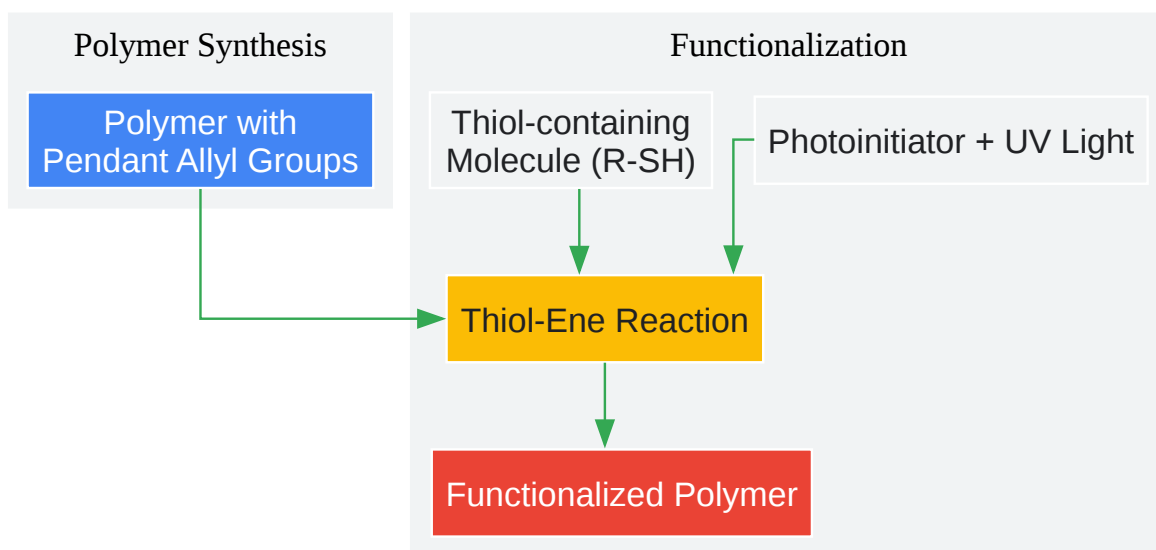 Polymer Synthesis
Polymer with
Pendant Allyl Groups
Functionalization
Thiol-containing
Molecule (R-SH)
Photoinitiator + UV Light
Thiol-Ene Reaction
Functionalized Polymer